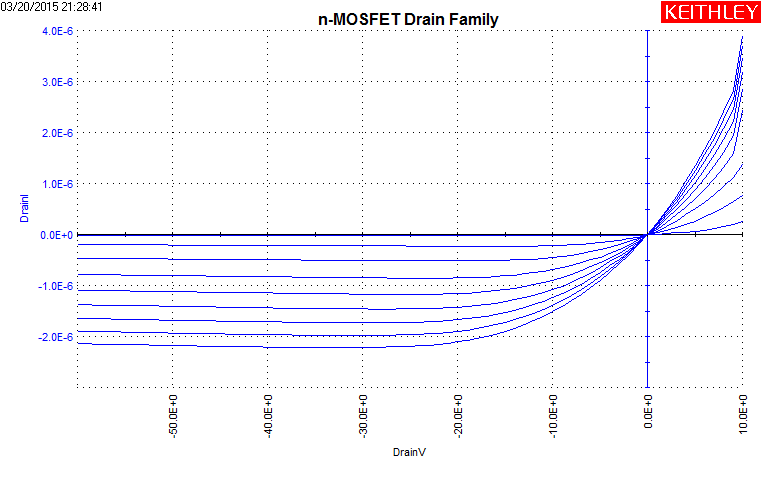 03/20/2015 21:28:41
n-MOSFET Drain Family
KEITHLEY
4.0E-6
3.0E-6
2.0E-6
1.0E-6
0.0E+0
-1.0E-6
-2.0E-6
DrainI
-50.0E+0
-40.0E+0
-30.0E+0
-20.0E+0
-10.0E+0
0.0E+0
10.0E+0
DrainV